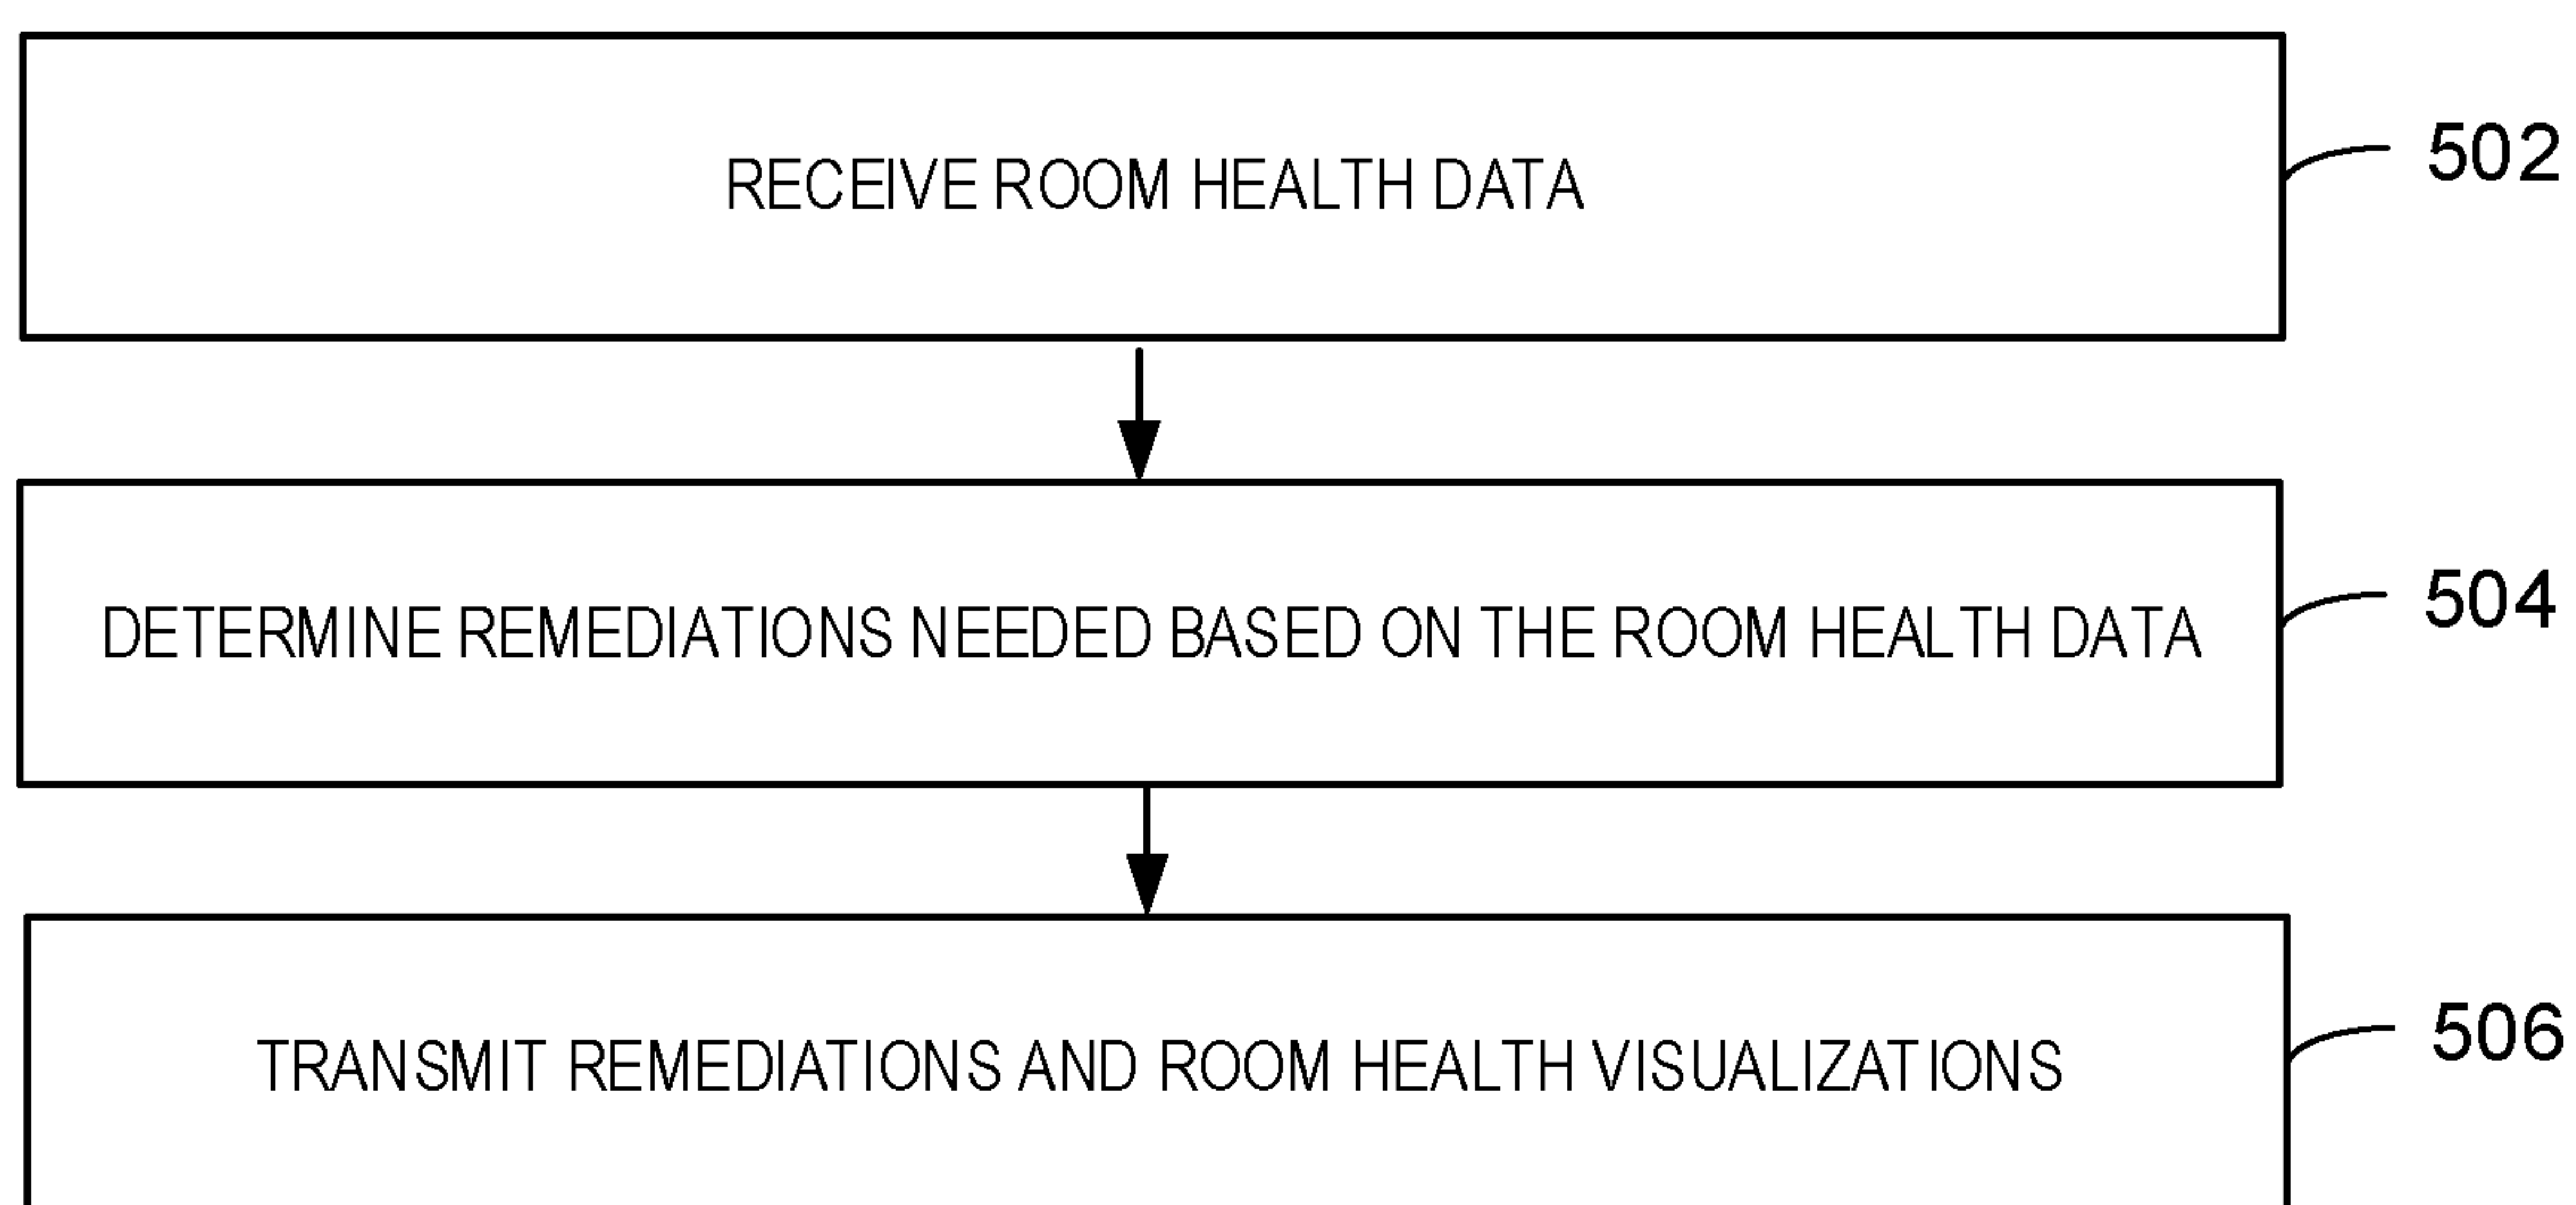 RECEIVE ROOM HEALTH DATA
502
DETERMINE REMEDIATIONS NEEDED BASED ON THE ROOM HEALTH DATA
504
TRANSMIT REMEDIATIONS AND ROOM HEALTH VISUALIZATIONS
506